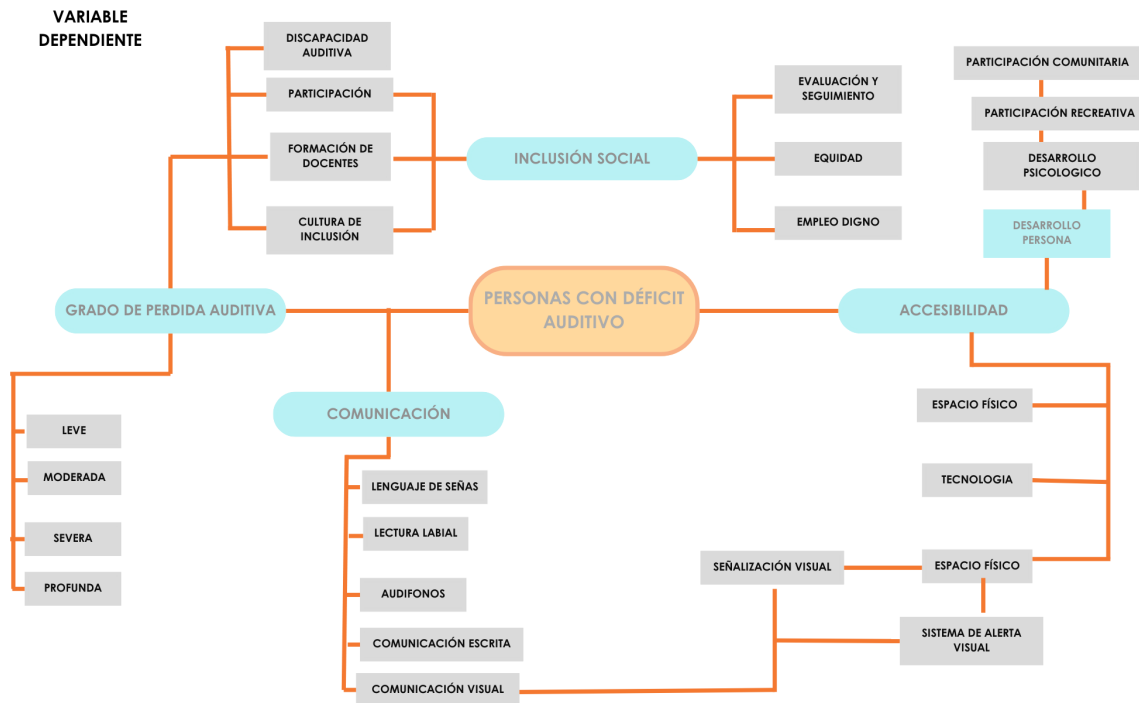 VARIABLE
DEPENDIENTE
DISCAPACIDAD
AUDITIVA
PARTICIPACIÓN
FORMACIÓN DE
DOCENTES
CULTURA DE
INCLUSIÓN
INCLUSIÓN SOCIAL
EVALUACIÓN Y
SEGUIMIENTO
EQUIDAD
EMPLEO DIGNO
PARTICIPACIÓN COMUNITARIA
PARTICIPACIÓN RECREATIVA
DESARROLLO
PSICOLOGICO
DESARROLLO
PERSONA
GRADO DE PERDIDA AUDITIVA
PERSONAS CON DÉFICIT
AUDITIVO
ACCESIBILIDAD
LEVE
MODERADA
SEVERA
PROFUNDA
COMUNICACIÓN
LENGUAJE DE SEÑAS
LECTURA LABIAL
AUDIFONOS
COMUNICACIÓN ESCRITA
COMUNICACIÓN VISUAL
ESPACIO FÍSICO
TECNOLOGIA
SEÑALIZACIÓN VISUAL
ESPACIO FÍSICO
SISTEMA DE ALERTA
VISUAL